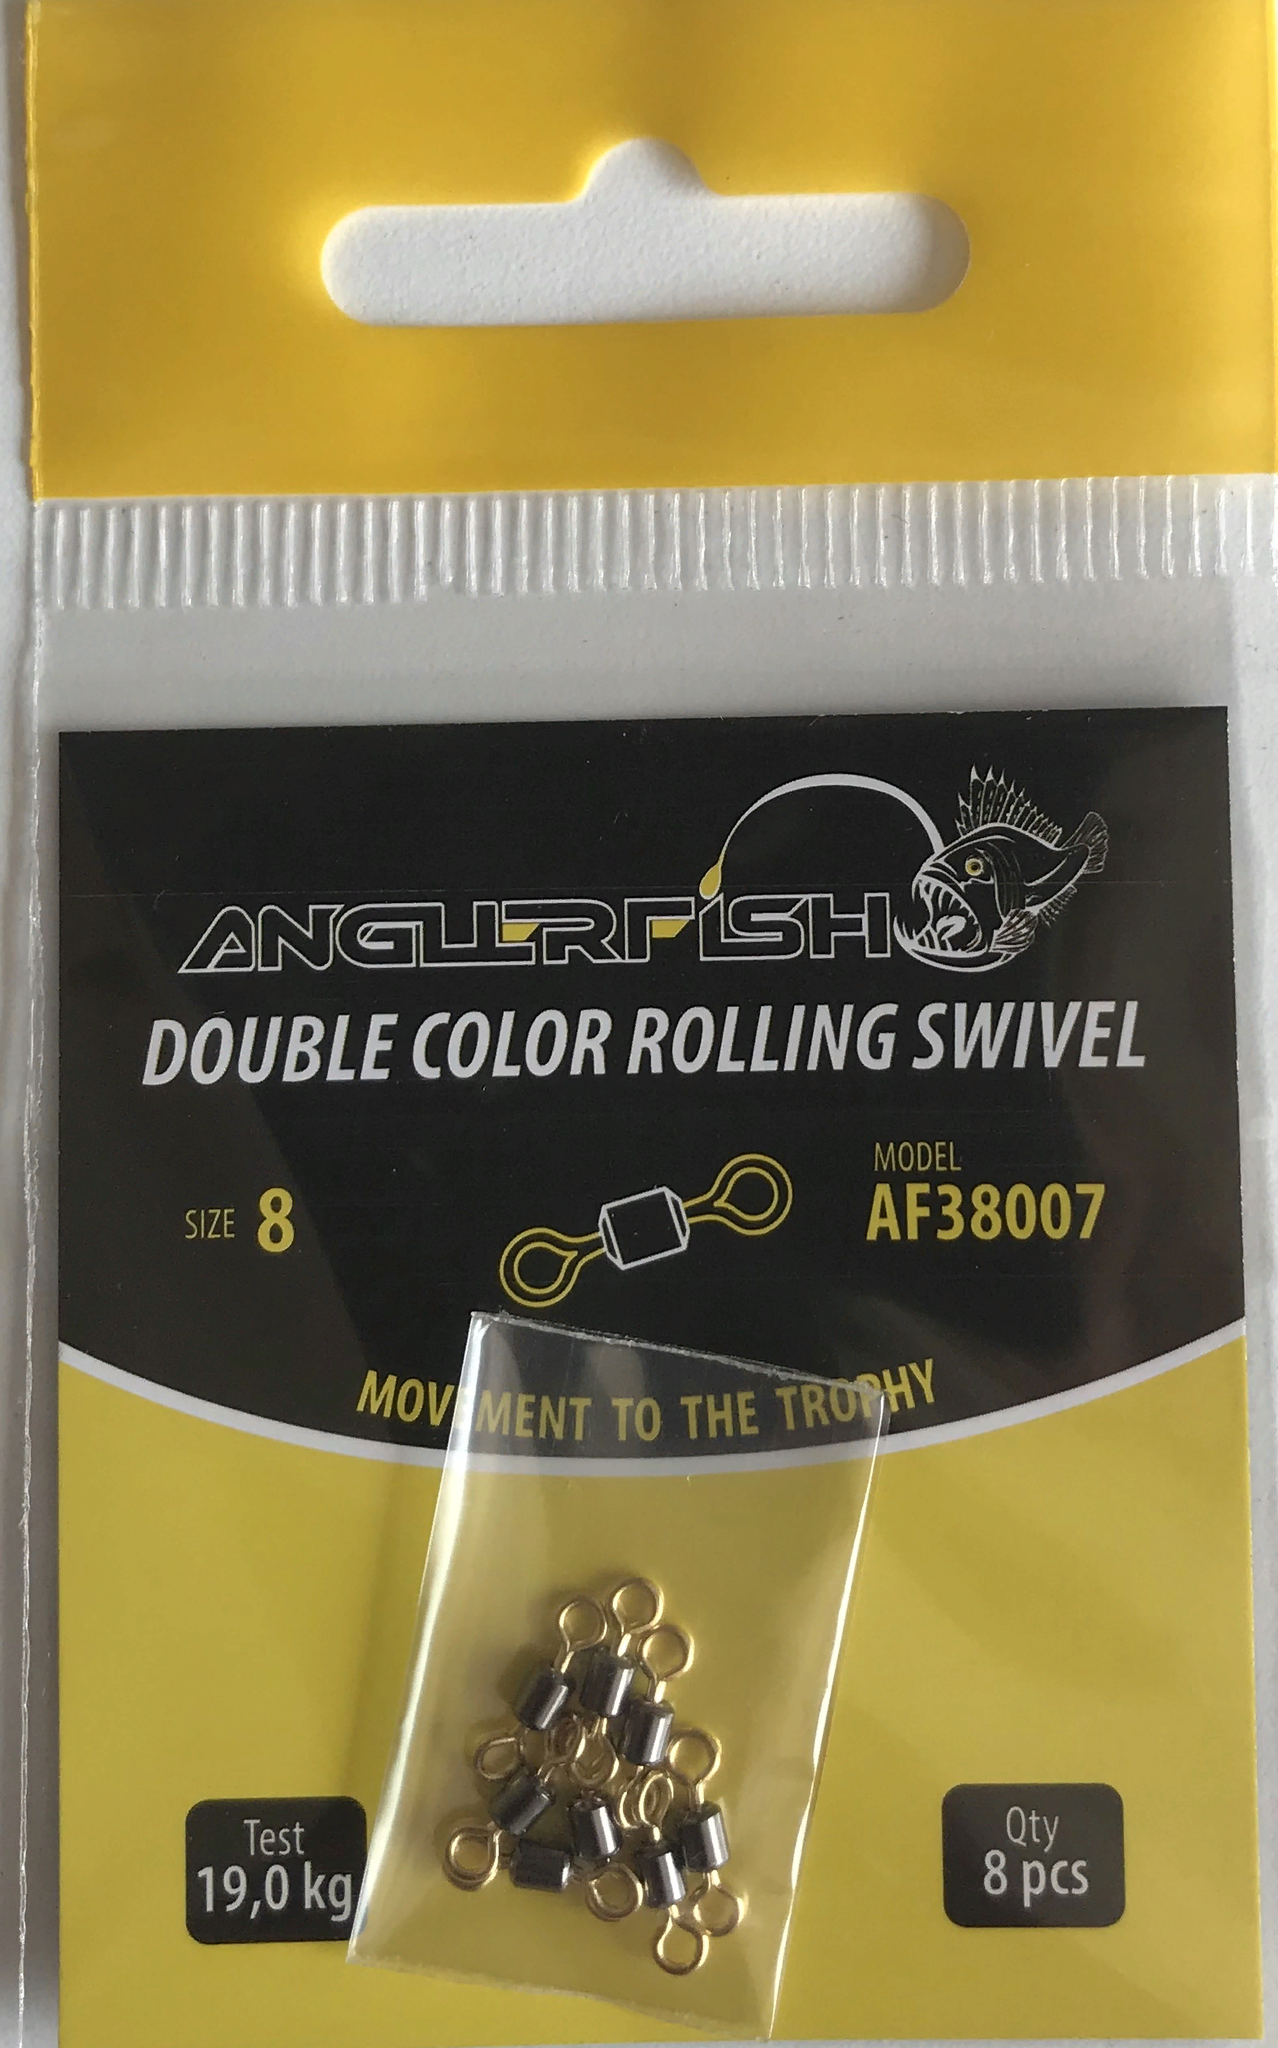 ANGLERFISH
DOUBLE COLOR ROLLING SWIVEL
SIZE 8
MODEL
AF38007
MOVEMENT TO THE TROPHY
Test
19,0 kg
Qty
8 pcs